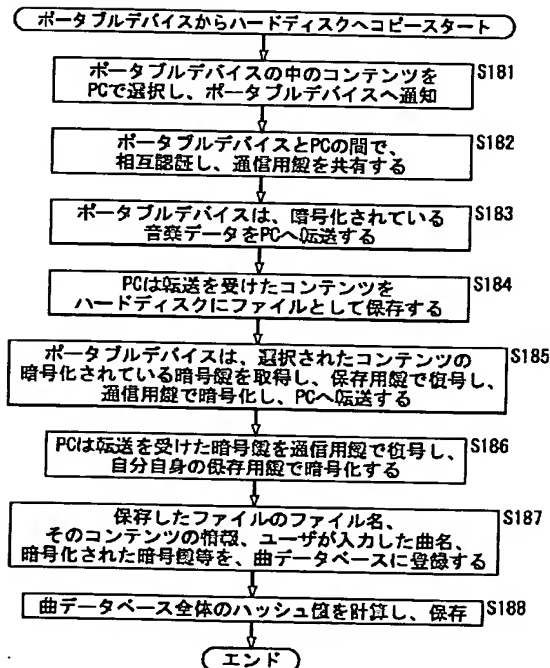 ポータブルデバイスからハードディスクへコピースタート
ポータブルデバイスの中のコンテンツを
PCで選択し、ポータブルデバイスへ通知
S181
ポータブルデバイスとPCの間で、
相互認証し、通信用鍵を共有する
S182
ポータブルデバイスは、暗号化されている
音楽データをPCへ転送する
S183
PCは転送を受けたコンテンツを
ハードディスクにファイルとして保存する
S184
ポータブルデバイスは、選択されたコンテンツの
暗号化されている暗号鍵を取得し、保存用鍵で復号し、
通信用鍵で暗号化し、PCへ転送する
S185
PCは転送を受けた暗号鍵を通信用鍵で復号し、
自分自身の保存用鍵で暗号化する
S186
保存したファイルのファイル名、
そのコンテンツの情報、ユーザが入力した曲名、
暗号化された暗号鍵等を、曲データベースに登録する
S187
曲データベース全体のハッシュ値を計算し、保存
S188
エンド